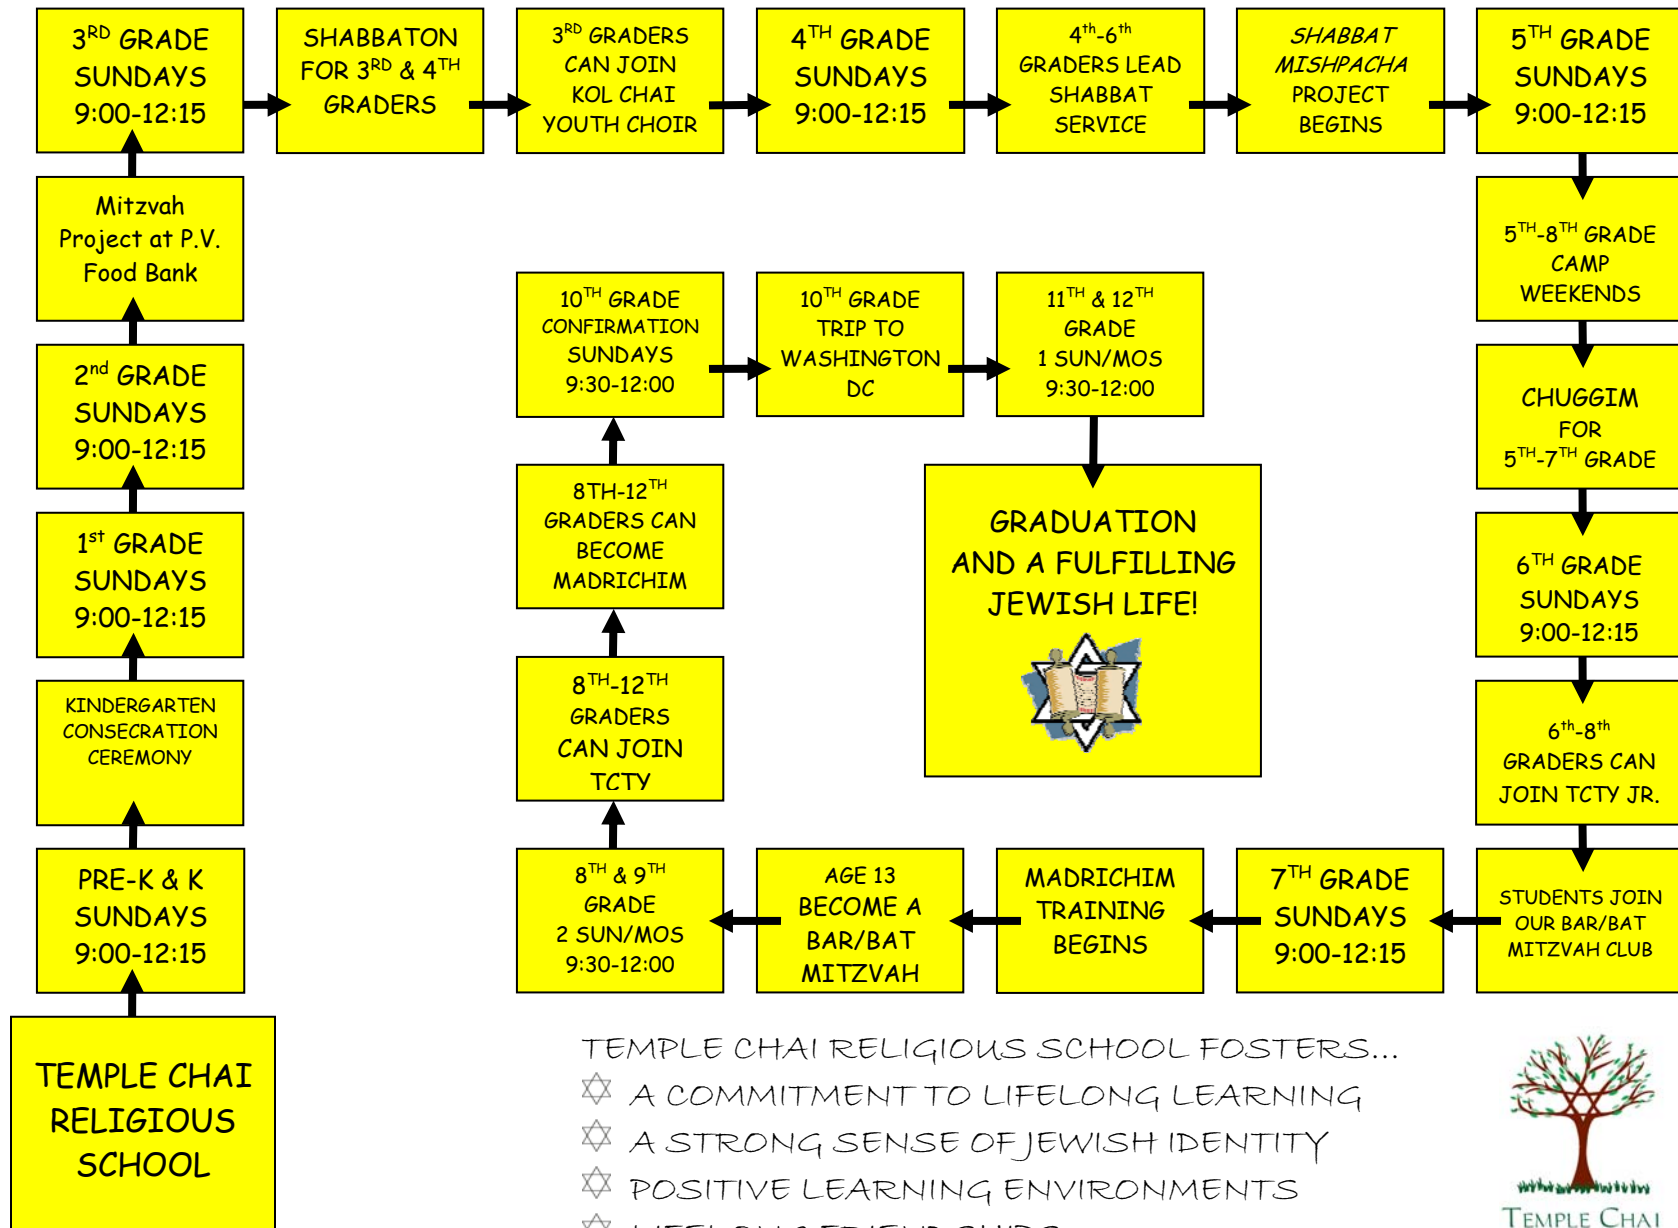 3RD GRADE
SUNDAYS
9:00-12:15
SHABBATON
FOR 3RD & 4TH
GRADERS
3RD GRADERS
CAN JOIN
KOL CHAI
YOUTH CHOIR
4TH GRADE
SUNDAYS
9:00-12:15
4th-6th
GRADERS LEAD
SHABBAT
SERVICE
SHABBAT
MISHPACHA
PROJECT
BEGINS
5TH GRADE
SUNDAYS
9:00-12:15
Mitzvah
Project at P.V.
Food Bank
5TH-8TH GRADE
CAMP
WEEKENDS
10TH GRADE
CONFIRMATION
SUNDAYS
9:30-12:00
10TH GRADE
TRIP TO
WASHINGTON
DC
11TH & 12TH
GRADE
1 SUN/MOS
9:30-12:00
2nd GRADE
SUNDAYS
9:00-12:15
CHUGGIM
FOR
5TH-7TH GRADE
8TH-12TH
GRADERS CAN
BECOME
MADRICHIM
GRADUATION
AND A FULFILLING
JEWISH LIFE!
1st GRADE
SUNDAYS
9:00-12:15
6TH GRADE
SUNDAYS
9:00-12:15
KINDERGARTEN
CONSECRATION
CEREMONY
8TH-12TH
GRADERS
CAN JOIN
TCTY
6th-8th
GRADERS CAN
JOIN TCTY JR.
PRE-K & K
SUNDAYS
9:00-12:15
8TH & 9TH
GRADE
2 SUN/MOS
9:30-12:00
AGE 13
BECOME A
BAR/BAT
MITZVAH
MADRICHIM
TRAINING
BEGINS
7TH GRADE
SUNDAYS
9:00-12:15
STUDENTS JOIN
OUR BAR/BAT
MITZVAH CLUB
TEMPLE CHAI
RELIGIOUS
SCHOOL
TEMPLE CHAI RELIGIOUS SCHOOL FOSTERS...
A COMMITMENT TO LIFELONG LEARNING
A STRONG SENSE OF JEWISH IDENTITY
POSITIVE LEARNING ENVIRONMENTS
TEMPLE CHAI